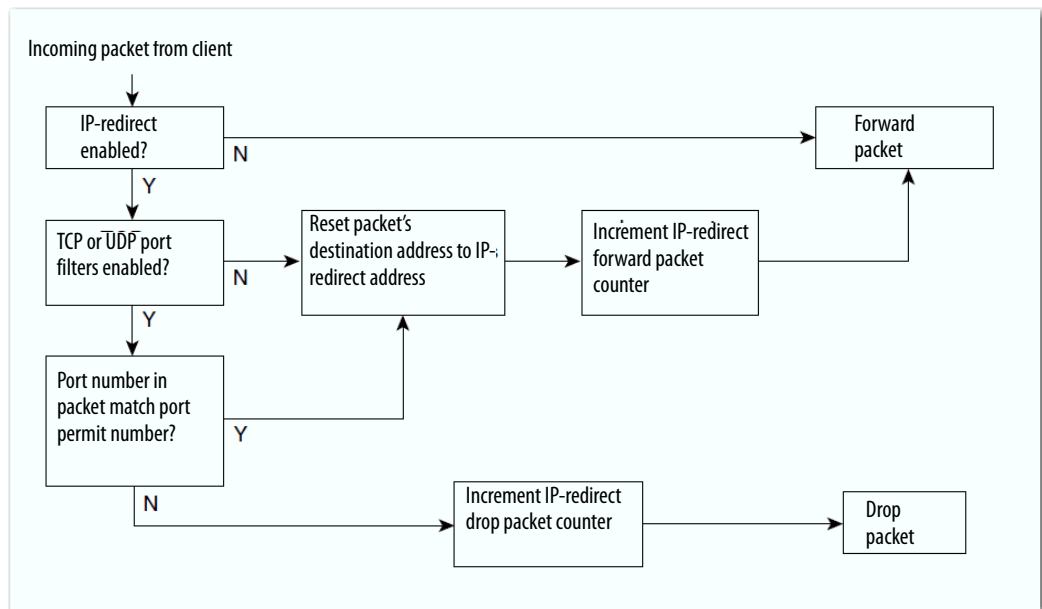 Incoming packet from client
IP-redirect
enabled?
N
Forward
packet
Y
TCP or UDP port
filters enabled?
N
Reset packet's
destination address to IP-
redirect address
Increment IP-redirect
forward packet
counter
Y
Port number in
packet match port
permit number?
Y
N
Increment IP-redirect
drop packet counter
Drop
packet